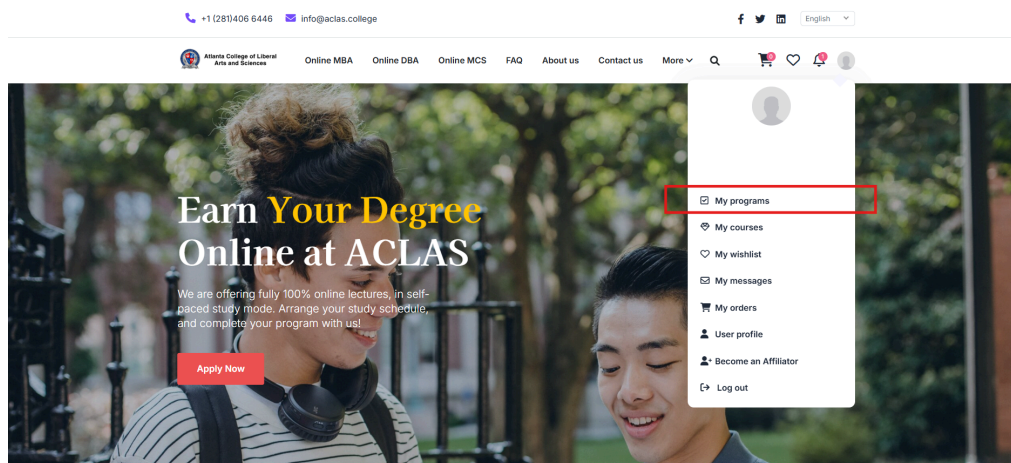 +1 (281)406 6446
info@aclas.college
English
Atlanta College of Liberal
Arts and Sciences
Online MBA
Online DBA
Online MCS
FAQ
About us
Contact us
More
0
1
Earn Your Degree
Online at ACLAS
We are offering fully 100% online lectures, in self-
paced study mode. Arrange your study schedule,
and complete your program with us!
Apply Now
My programs
My courses
My wishlist
My messages
My orders
User profile
Become an Affiliator
Log out